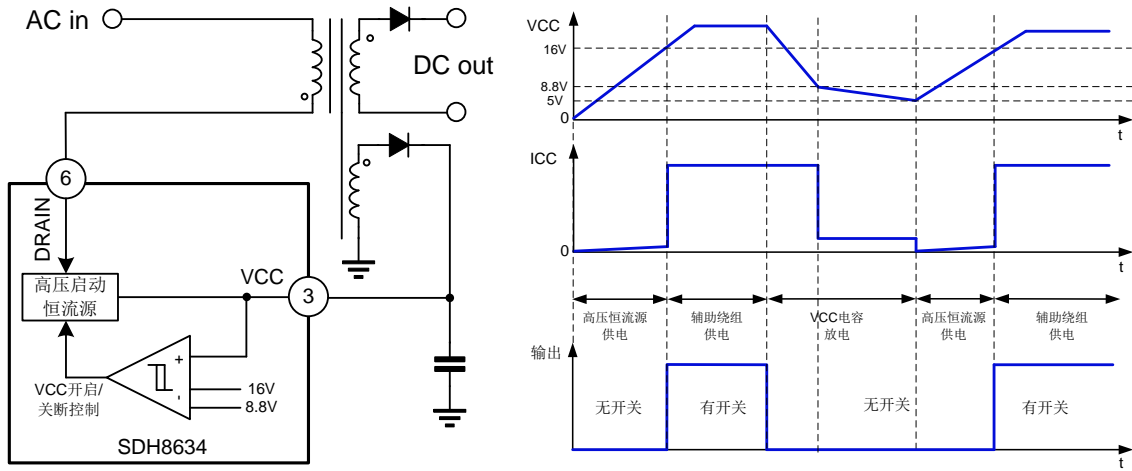 AC in
DC out
6
DRAIN
高压启动
恒流源
VCC
3
+
-
16V
8.8V
VCC开启/
关断控制
SDH8634
VCC
16V
8.8V
5V
0
t
ICC
0
t
高压恒流源
供电
辅助绕组
供电
VCC电容
放电
高压恒流源
供电
辅助绕组
供电
输出
无开关
有开关
无开关
有开关
t